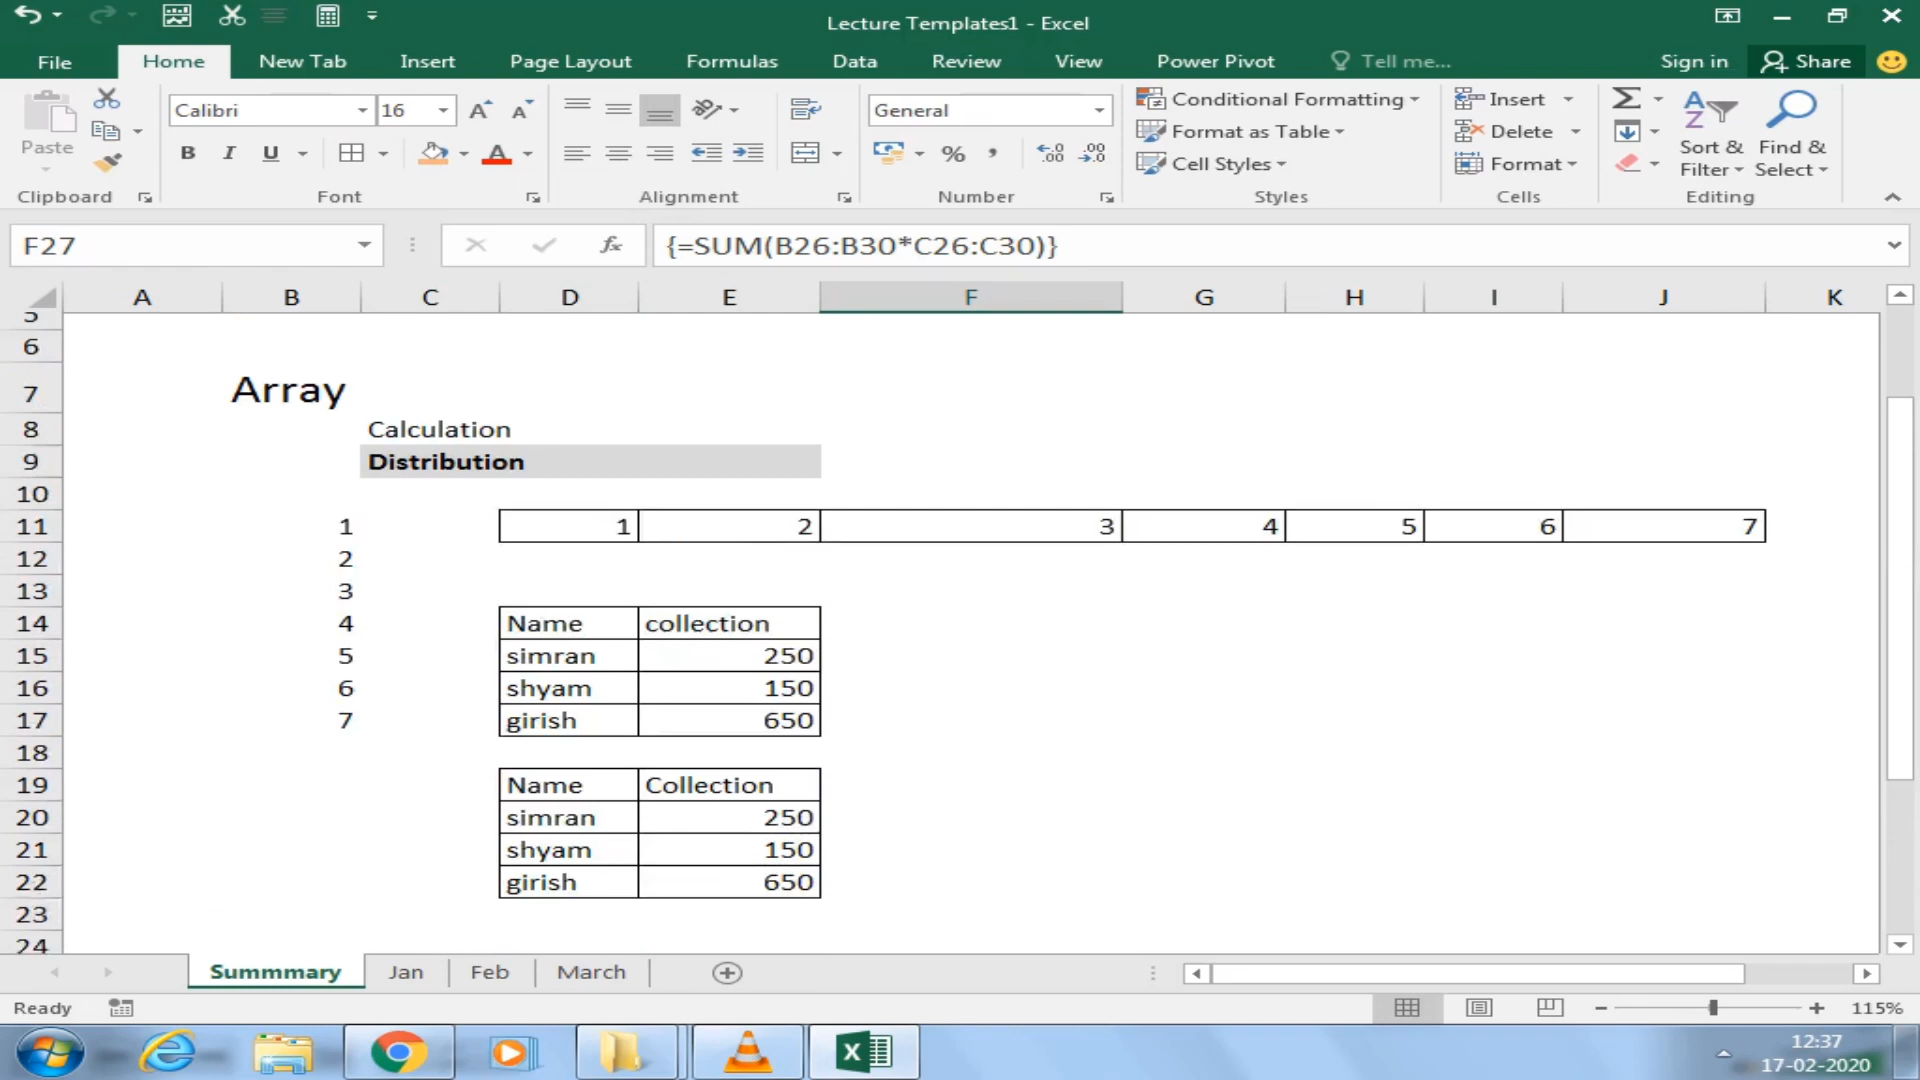 Lecture Templates1 - Excel
File Home New Tab Insert Page Layout Formulas Data Review View Power Pivot Tell me... Sign in Share
Paste Calibri 16 General Conditional Formatting Insert
B I U % , Format as Table Delete
Cell Styles Format Sort & Filter Find & Select
Clipboard Font Alignment Number Styles Cells Editing
F27 fx {=SUM(B26:B30*C26:C30)}
A B C D E F G H I J K
5
6
7 Array
8 Calculation
9 Distribution
10
11 1 1 2 3 4 5 6 7
12 2
13 3
14 4 Name collection
15 5 simran 250
16 6 shyam 150
17 7 girish 650
18
19 Name Collection
20 simran 250
21 shyam 150
22 girish 650
23
24
Summmary Jan Feb March
Ready 115%
12:37
17-02-2020